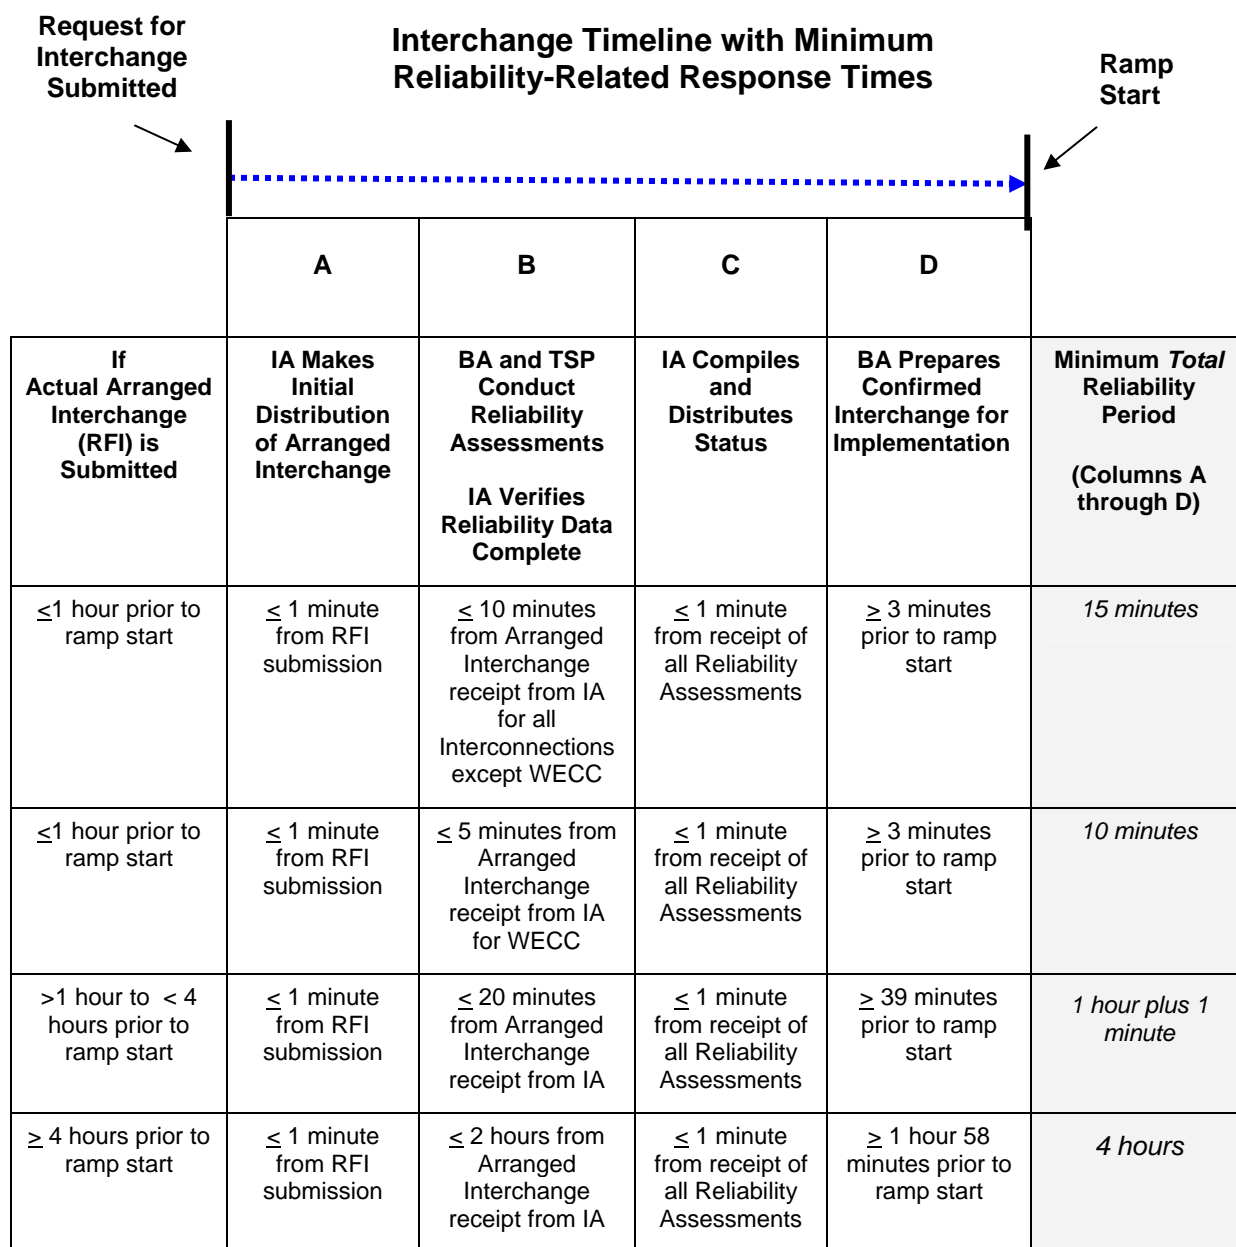 Request for
Interchange
Submitted
Interchange Timeline with Minimum
Reliability-Related Response Times
Ramp
Start
A
B
C
D
If
Actual Arranged
Interchange
(RFI) is
Submitted
IA Makes
Initial
Distribution
of Arranged
Interchange
BA and TSP
Conduct
Reliability
Assessments
IA Verifies
Reliability Data
Complete
IA Compiles
and
Distributes
Status
BA Prepares
Confirmed
Interchange for
Implementation
Minimum Total
Reliability
Period
(Columns A
through D)
≤1 hour prior to
ramp start
≤ 1 minute
from RFI
submission
≤ 10 minutes
from Arranged
Interchange
receipt from IA
for all
Interconnections
except WECC
≤ 1 minute
from receipt of
all Reliability
Assessments
≥ 3 minutes
prior to ramp
start
15 minutes
≤1 hour prior to
ramp start
≤ 1 minute
from RFI
submission
≤ 5 minutes from
Arranged
Interchange
receipt from IA
for WECC
≤ 1 minute
from receipt of
all Reliability
Assessments
≥ 3 minutes
prior to ramp
start
10 minutes
>1 hour to < 4
hours prior to
ramp start
≤ 1 minute
from RFI
submission
≤ 20 minutes
from Arranged
Interchange
receipt from IA
≤ 1 minute
from receipt of
all Reliability
Assessments
≥ 39 minutes
prior to ramp
start
1 hour plus 1
minute
≥ 4 hours prior to
ramp start
≤ 1 minute
from RFI
submission
≤ 2 hours from
Arranged
Interchange
receipt from IA
≤ 1 minute
from receipt of
all Reliability
Assessments
≥ 1 hour 58
minutes prior to
ramp start
4 hours